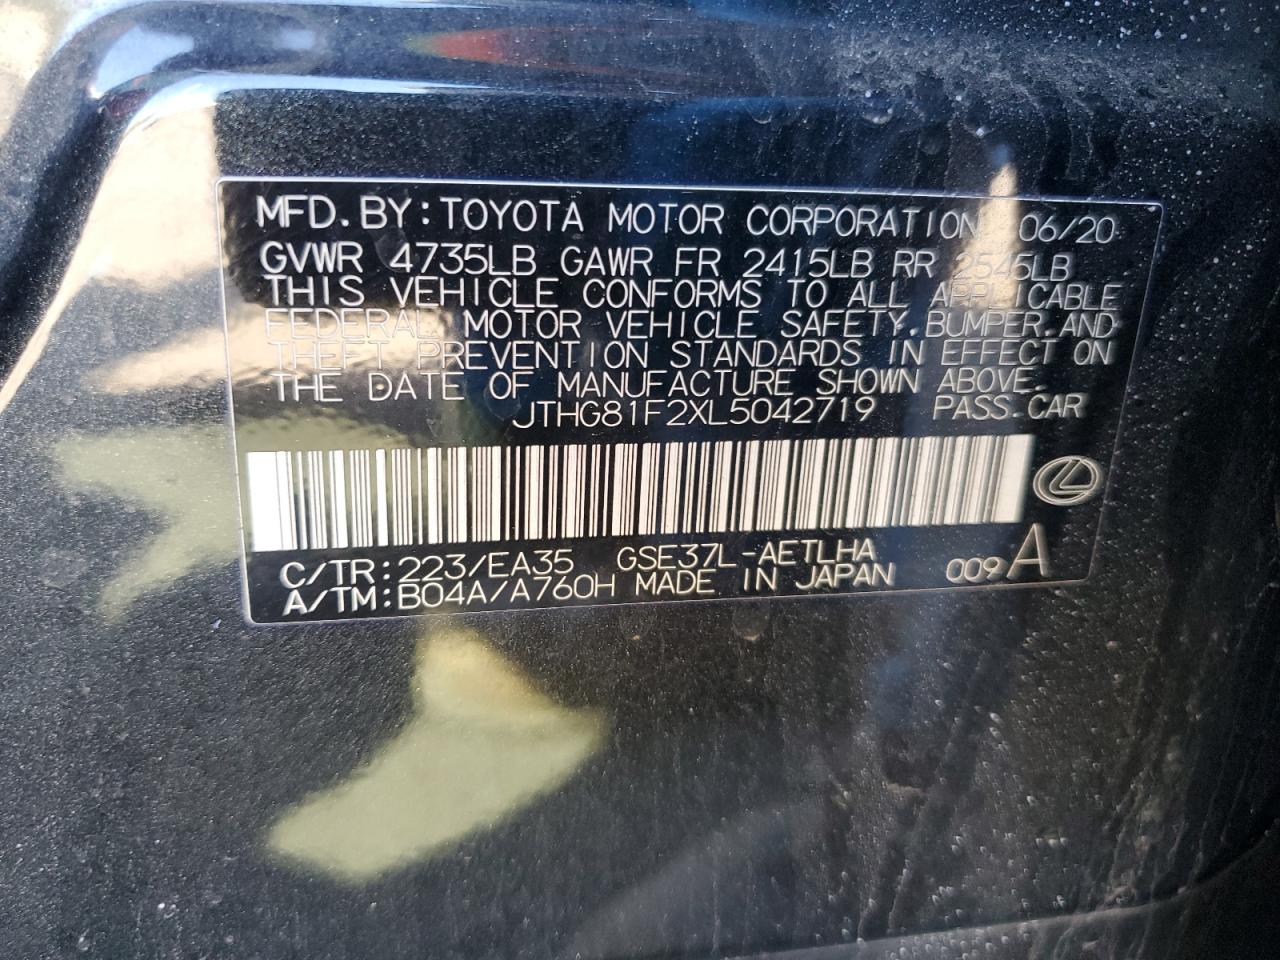 MFD.BY:TOYOTA MOTOR CORPORATION 06/20
GVWR 4735LB GAWR FR 2415LB RR 2545LB
THIS VEHICLE CONFORMS TO ALL APPLICABLE
FEDERAL MOTOR VEHICLE SAFETY,BUMPER,AND
THEFT PREVENTION STANDARDS IN EFFECT ON
THE DATE OF MANUFACTURE SHOWN ABOVE.
JTHG81F2XL5042719 PASS.CAR
C/TR:223/EA35 GSE37L-AETLHA
A/TM:B04A/A760H MADE IN JAPAN 009A